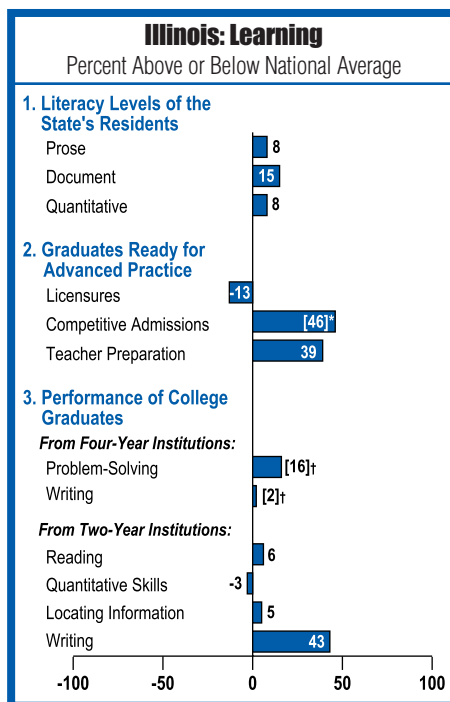 Illinois: Learning
Percent Above or Below National Average
1. Literacy Levels of the
State's Residents
Prose 8
Document 15
Quantitative 8
2. Graduates Ready for
Advanced Practice
Licensures -13
Competitive Admissions [46]*
Teacher Preparation 39
3. Performance of College
Graduates
From Four-Year Institutions:
Problem-Solving [16]†
Writing [2]†
From Two-Year Institutions:
Reading 6
Quantitative Skills -3
Locating Information 5
Writing 43
-100 -50 0 50 100